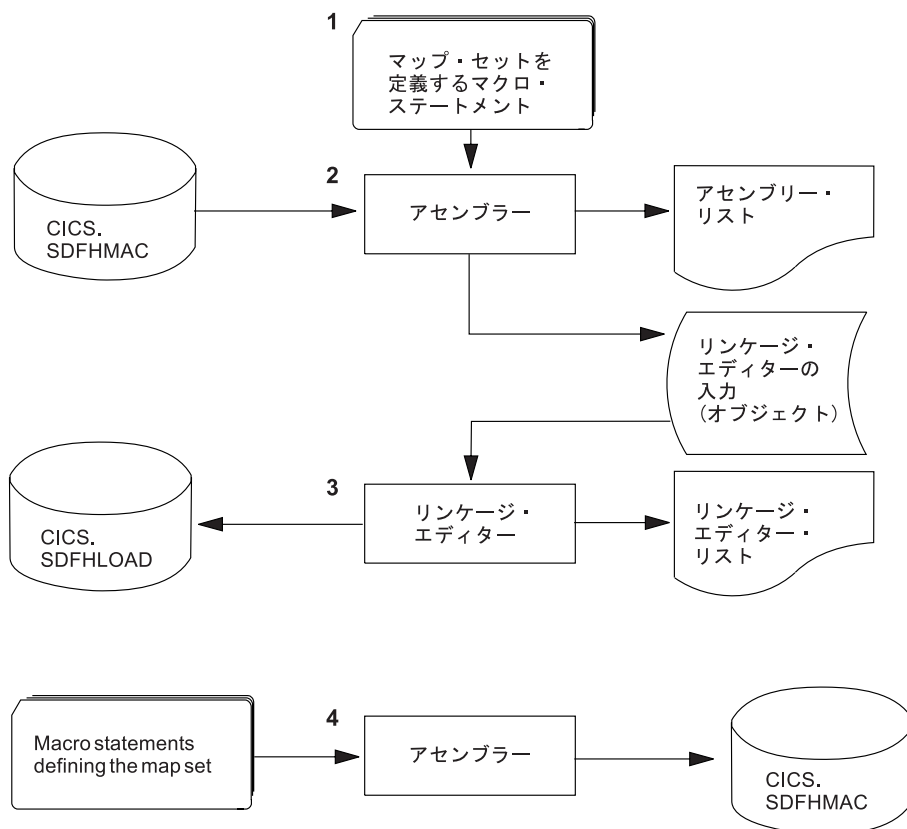 1
マップ・セットを
定義するマクロ・
ステートメント
2
アセンブラー
アセンブリー・
リスト
CICS.
SDFHMAC
リンケージ・
エディターの
入力
(オブジェクト)
3
リンケージ・
エディター
リンケージ・
エディター・
リスト
CICS.
SDFHLOAD
4
Macro statements
defining the map set
アセンブラー
CICS.
SDFHMAC